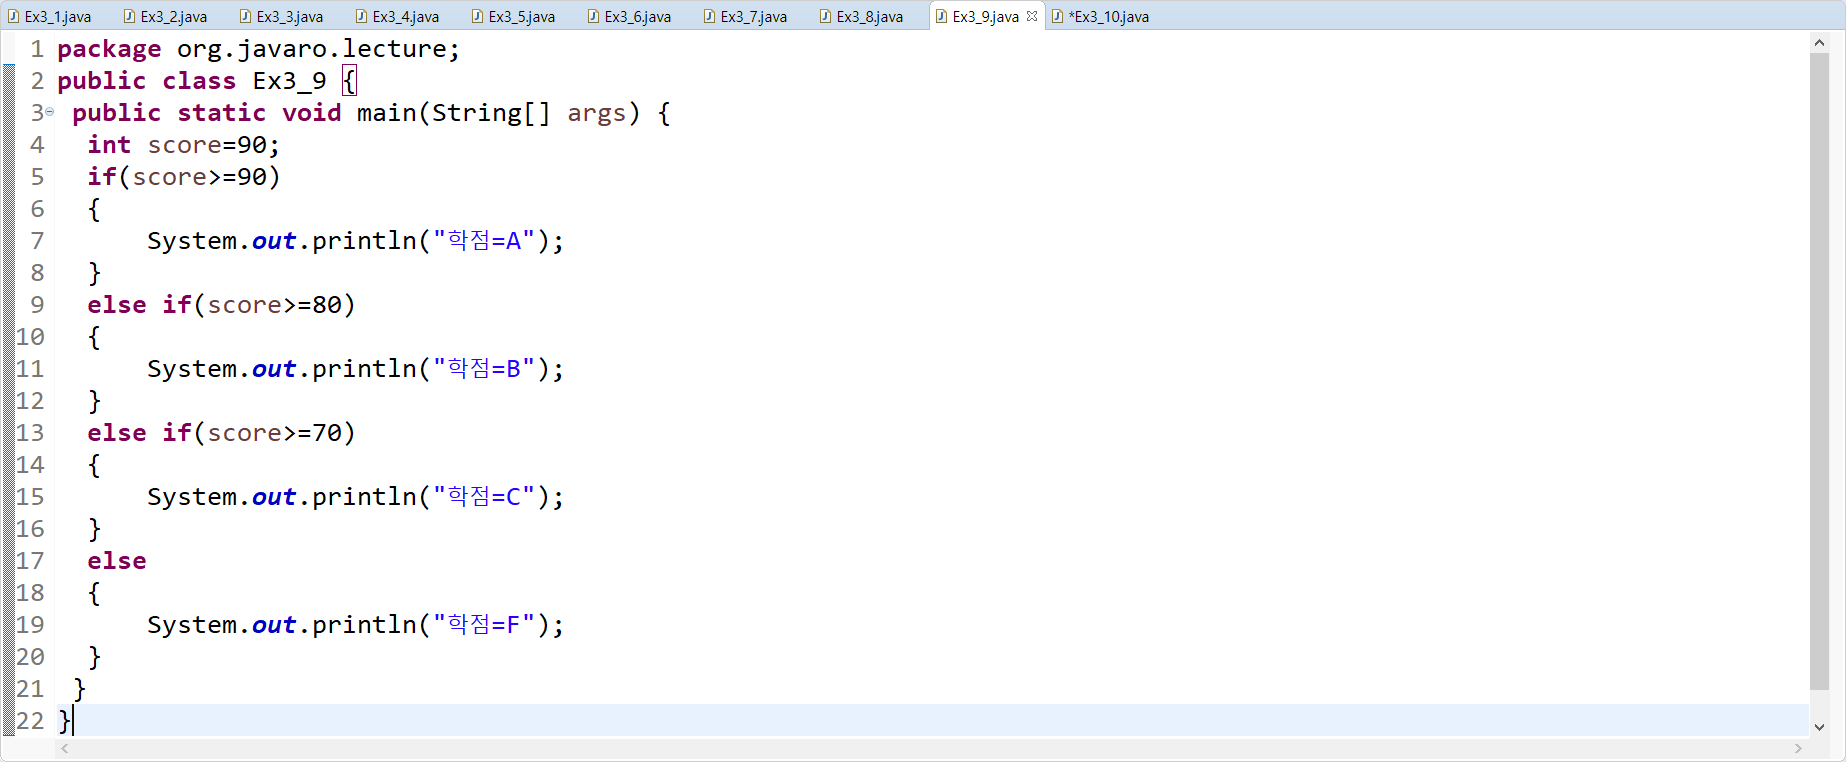 Ex3_1.java Ex3_2.java Ex3_3.java Ex3_4.java Ex3_5.java Ex3_6.java Ex3_7.java Ex3_8.java Ex3_9.java *Ex3_10.java
1 package org.javaro.lecture;
2 public class Ex3_9 {
3 public static void main(String[] args) {
4 int score=90;
5 if(score>=90)
6 {
7 System.out.println("학점=A");
8 }
9 else if(score>=80)
10 {
11 System.out.println("학점=B");
12 }
13 else if(score>=70)
14 {
15 System.out.println("학점=C");
16 }
17 else
18 {
19 System.out.println("학점=F");
20 }
21 }
22 }